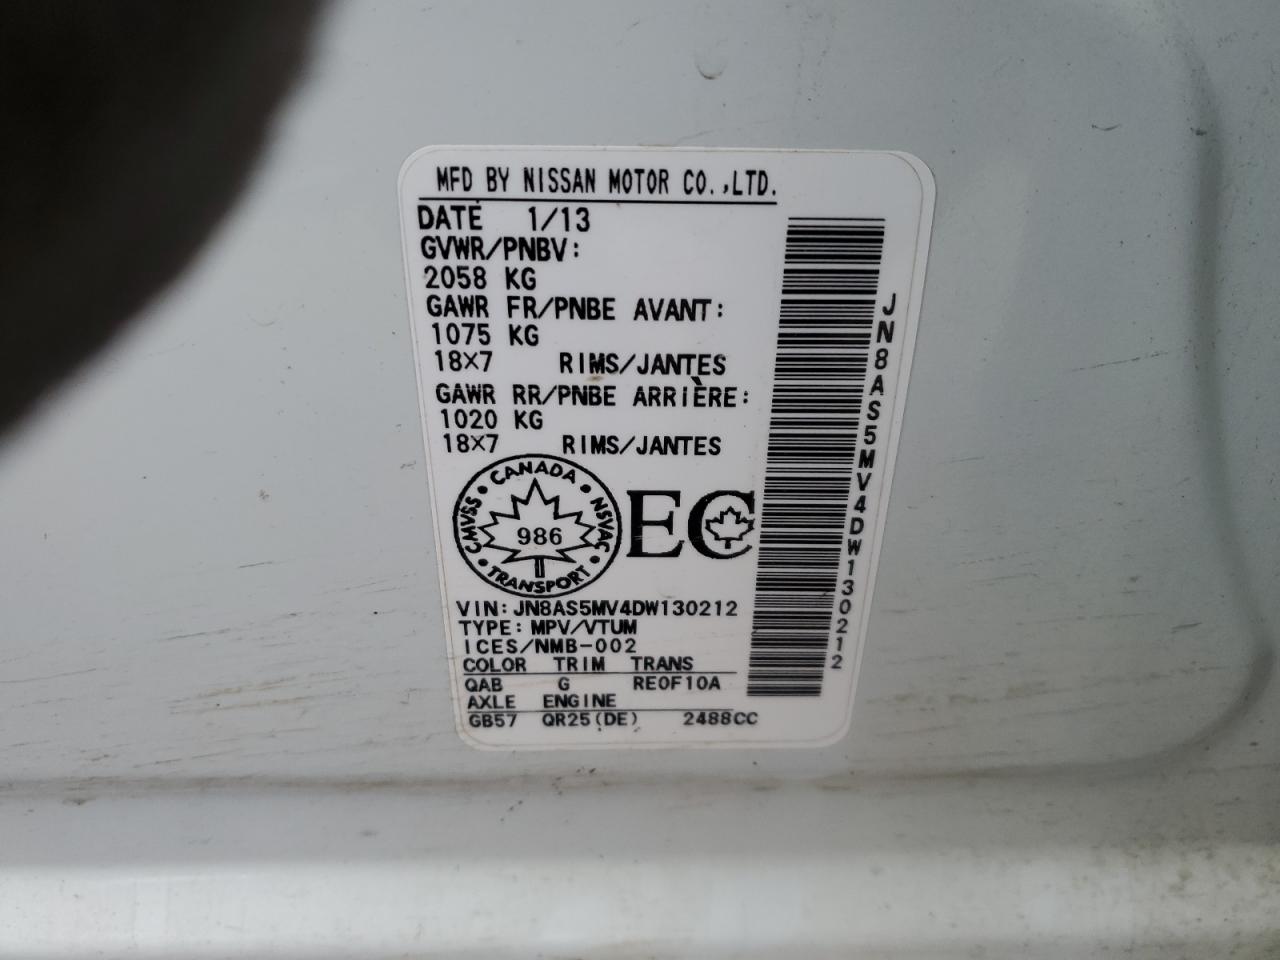 MFD BY NISSAN MOTOR CO.,LTD.
DATE 1/13
GVWR/PNBV:
2058 KG
GAWR FR/PNBE AVANT:
1075 KG
18×7 RIMS/JANTES
GAWR RR/PNBE ARRIÈRE:
1020 KG
18×7 RIMS/JANTES
CANADA
CMVSS
NSVAC
986
TRANSPORT
EC
VIN: JN8AS5MV4DW130212
TYPE: MPV/VTUM
ICES/NMB-002
COLOR TRIM TRANS
QAB G RE0F10A
AXLE ENGINE
GB57 QR25(DE) 2488CC
JN8AS5MV4DW130212